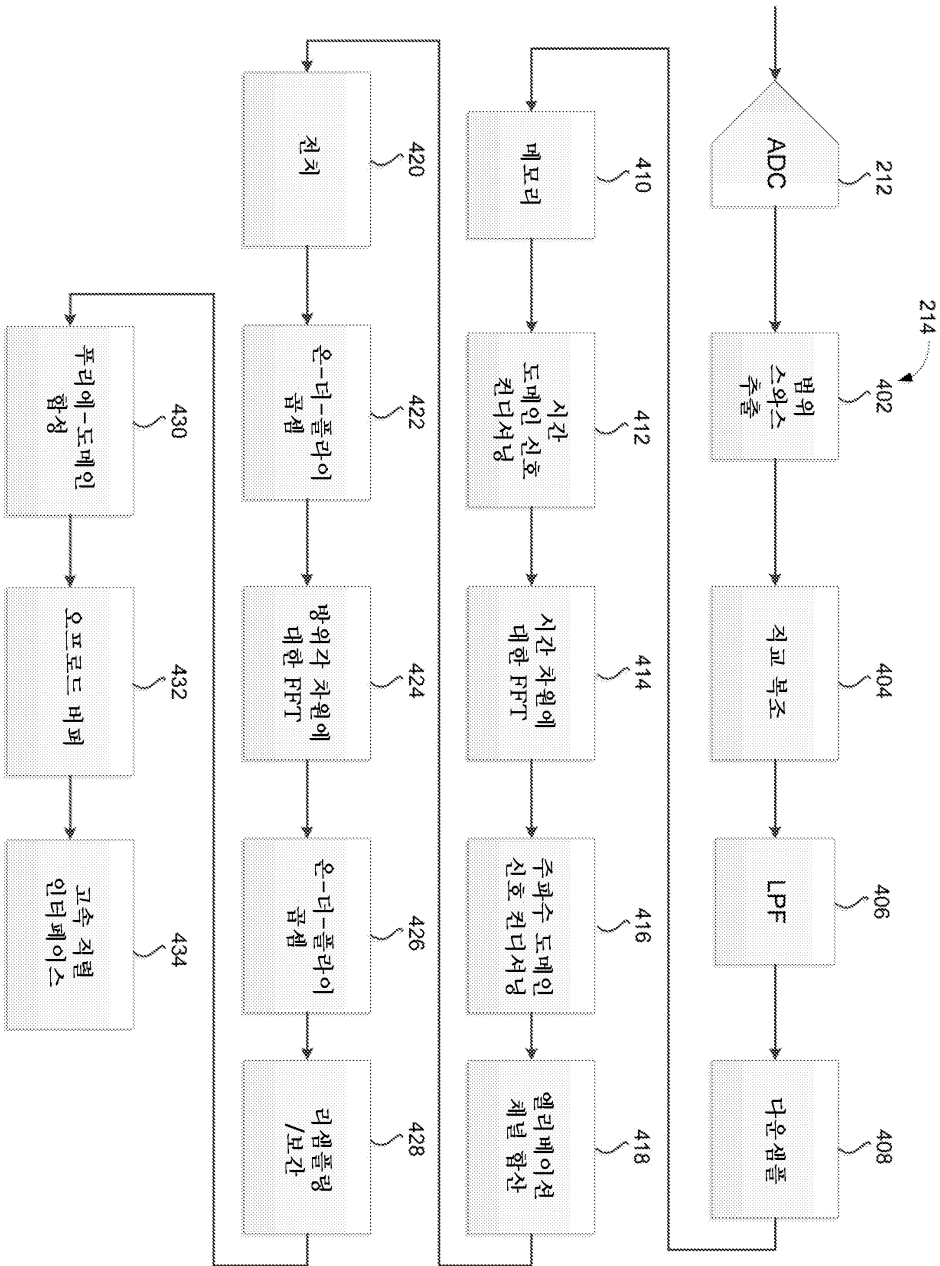 214
212
ADC
402
범위
스와스
추출
404
직교 복조
406
LPF
408
다운샘플
410
메모리
412
시간
도메인 신호
컨디셔닝
414
시간 차원에
대한 FFT
416
주파수 도메인
신호 컨디셔닝
418
엘리베이션
채널 합산
420
전치
422
온-더-플라이
곱셈
424
방위각 차원에
대한 FFT
426
온-더-플라이
곱셈
428
리샘플링
/보간
430
푸리에-도메인
합성
432
오프로드 버퍼
434
고속 직렬
인터페이스